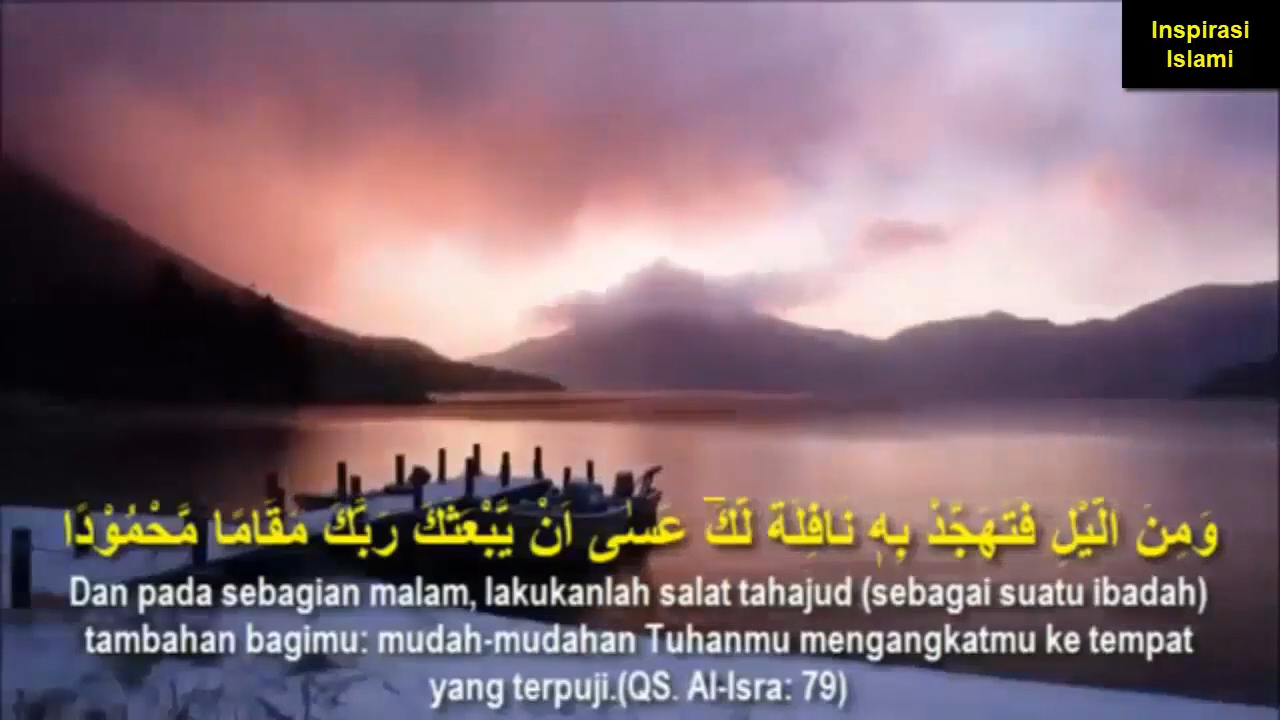 Inspirasi
Islami
وَمِنَ الَّيْلِ فَتَهَجَّدْ بِهٖ نَافِلَةً لَّكَۖ عَسٰٓى اَنْ يَّبْعَثَكَ رَبُّكَ مَقَامًا مَّحْمُوْدًا
Dan pada sebagian malam, lakukanlah salat tahajud (sebagai suatu ibadah)
tambahan bagimu: mudah-mudahan Tuhanmu mengangkatmu ke tempat
yang terpuji.(QS. Al-Isra: 79)